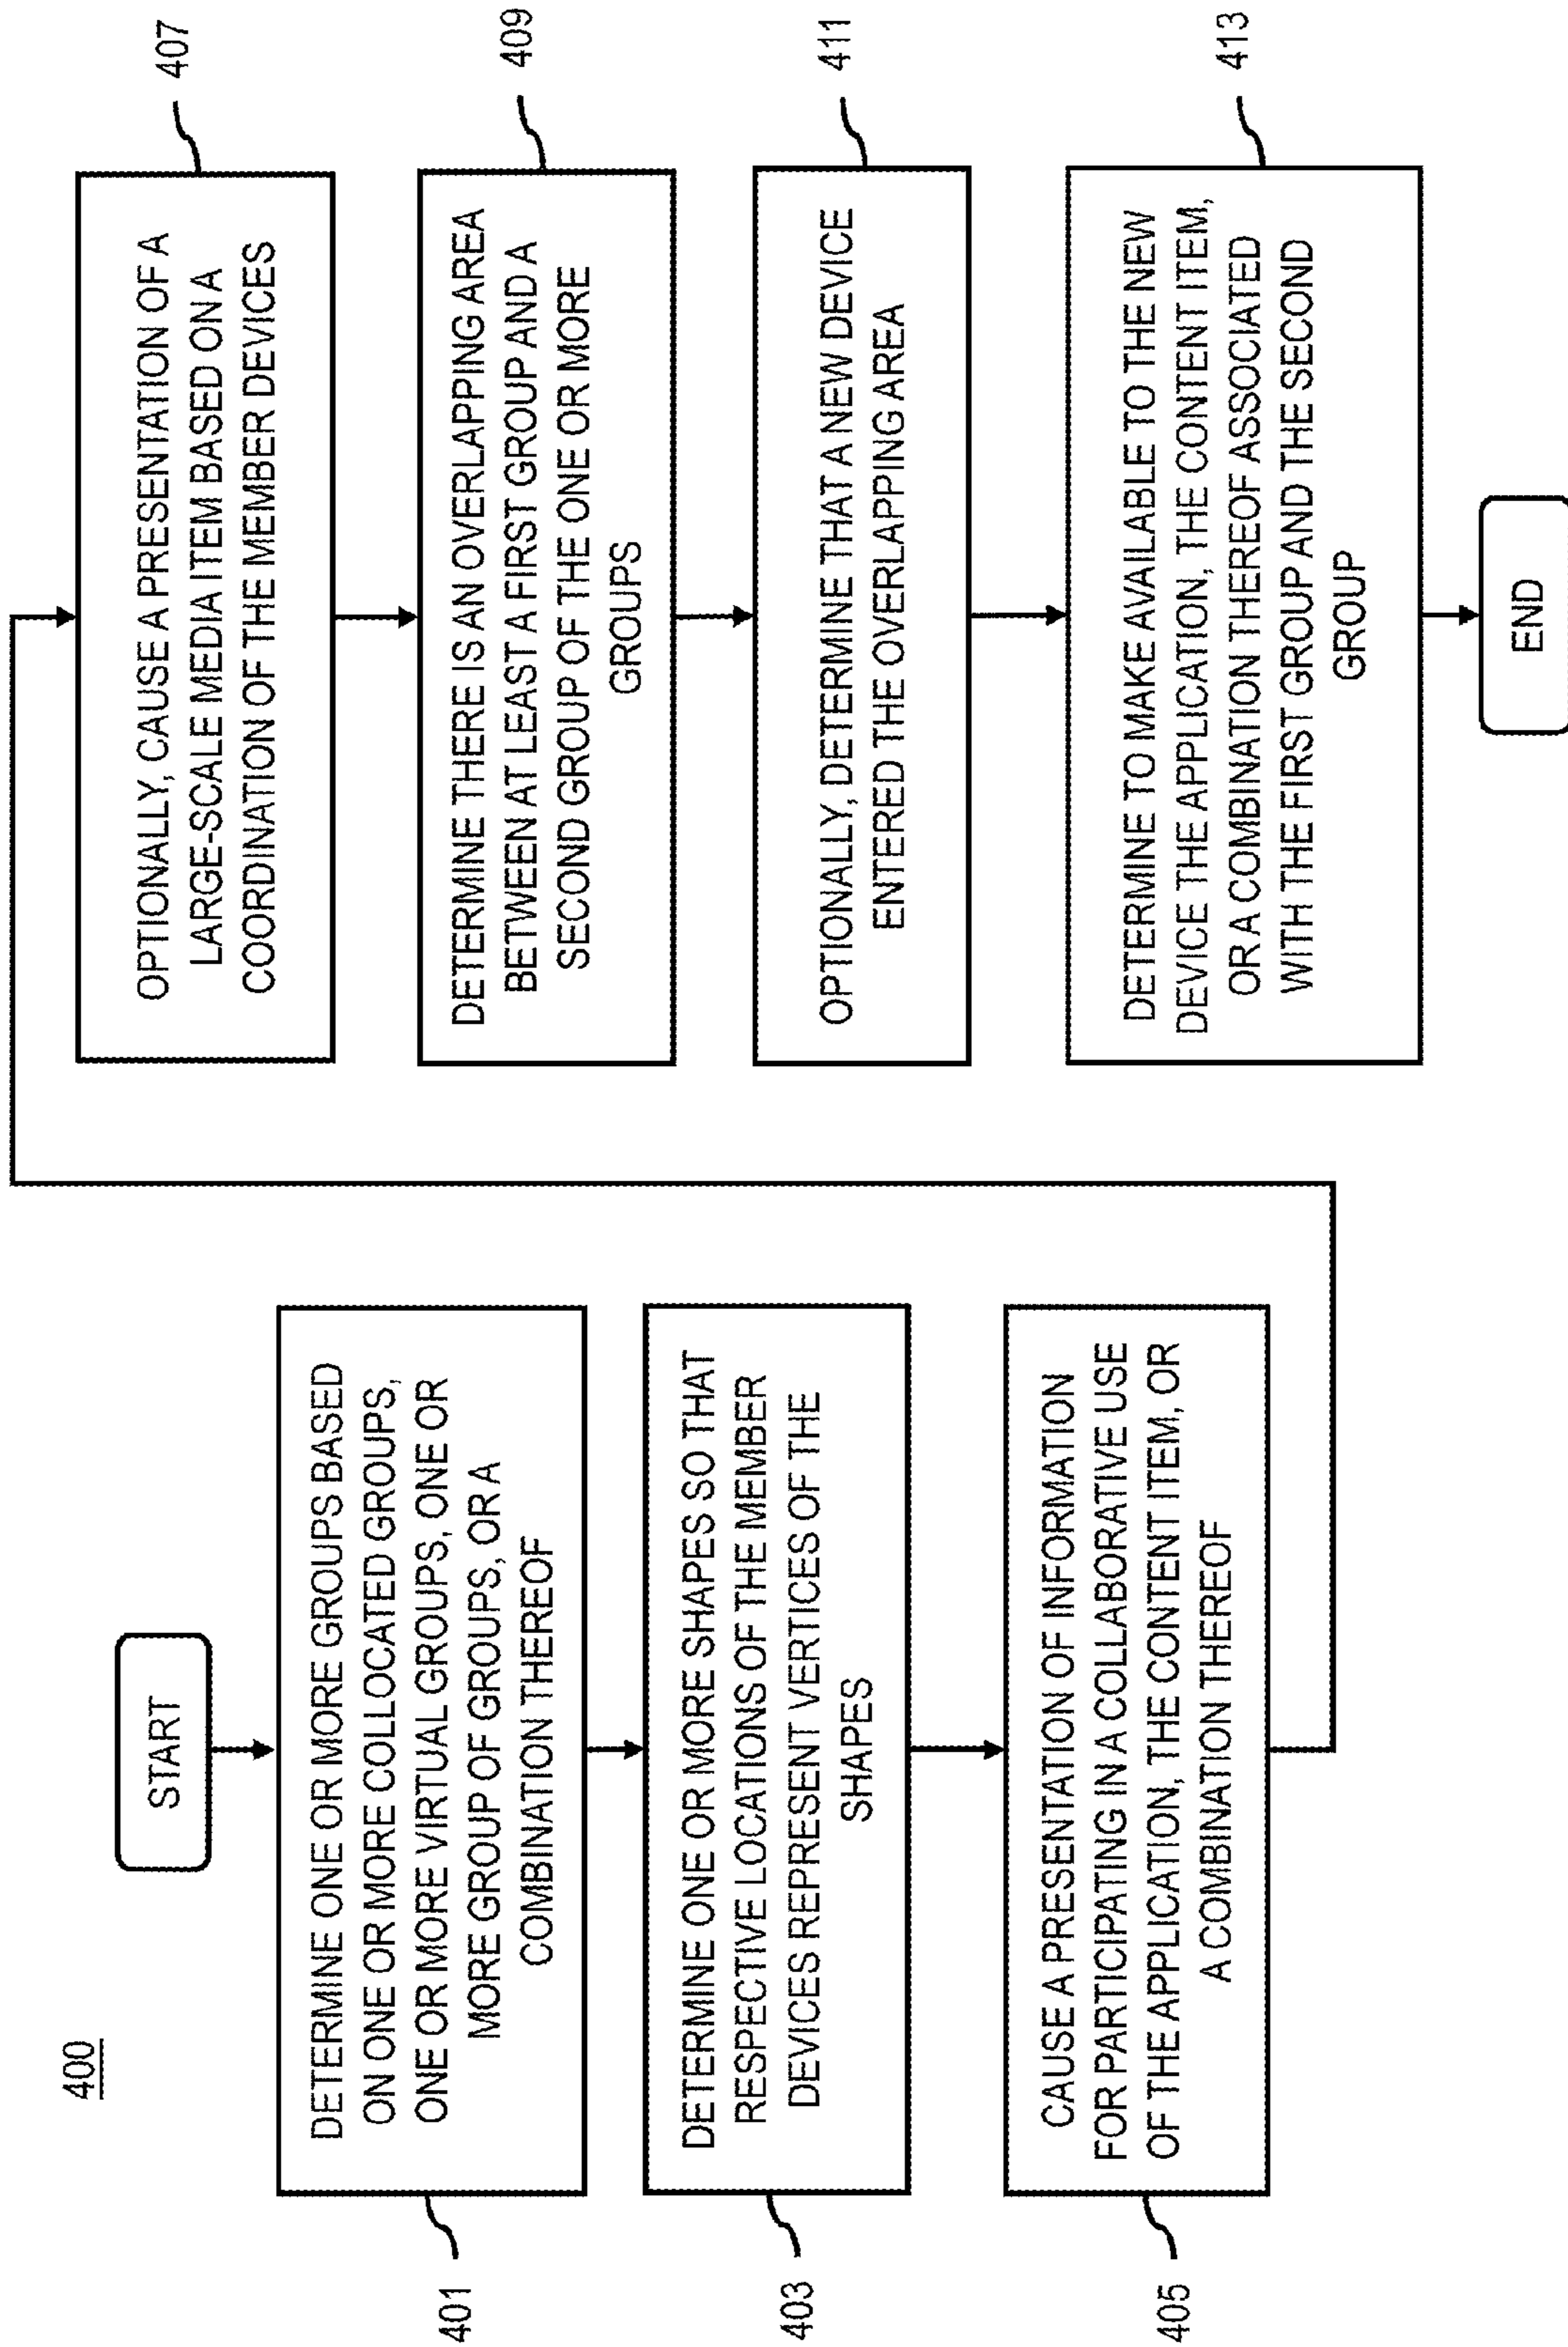 400
START
DETERMINE ONE OR MORE GROUPS BASED
ON ONE OR MORE COLLOCATED GROUPS,
ONE OR MORE VIRTUAL GROUPS, ONE OR
MORE GROUP OF GROUPS, OR A
COMBINATION THEREOF
401
DETERMINE ONE OR MORE SHAPES SO THAT
RESPECTIVE LOCATIONS OF THE MEMBER
DEVICES REPRESENT VERTICES OF THE
SHAPES
403
CAUSE A PRESENTATION OF INFORMATION
FOR PARTICIPATING IN A COLLABORATIVE USE
OF THE APPLICATION, THE CONTENT ITEM, OR
A COMBINATION THEREOF
405
OPTIONALLY, CAUSE A PRESENTATION OF A
LARGE-SCALE MEDIA ITEM BASED ON A
COORDINATION OF THE MEMBER DEVICES
407
DETERMINE THERE IS AN OVERLAPPING AREA
BETWEEN AT LEAST A FIRST GROUP AND A
SECOND GROUP OF THE ONE OR MORE
GROUPS
409
OPTIONALLY, DETERMINE THAT A NEW DEVICE
ENTERED THE OVERLAPPING AREA
411
DETERMINE TO MAKE AVAILABLE TO THE NEW
DEVICE THE APPLICATION, THE CONTENT ITEM,
OR A COMBINATION THEREOF ASSOCIATED
WITH THE FIRST GROUP AND THE SECOND
GROUP
413
END